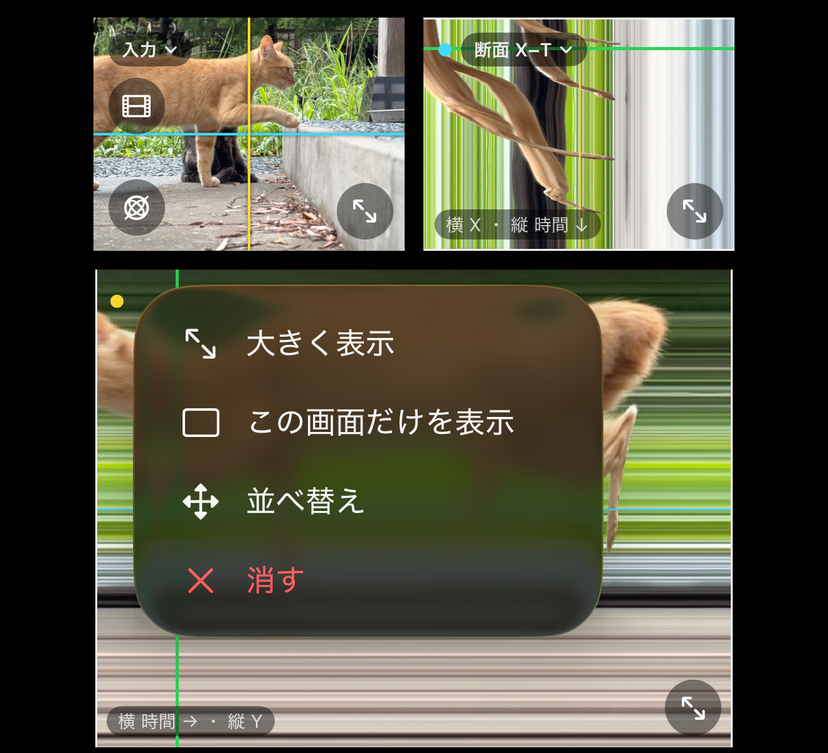 入力
断面 X–T
横 X ・ 縦 時間 ↓
大きく表示
この画面だけを表示
並べ替え
消す
横 時間 → ・ 縦 Y